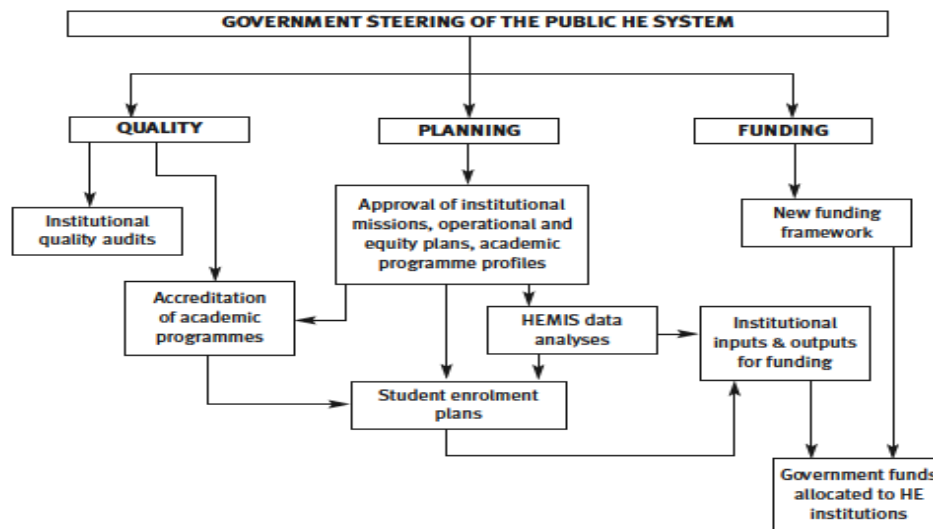 GOVERNMENT STEERING OF THE PUBLIC HE SYSTEM
QUALITY
PLANNING
FUNDING
Institutional
quality audits
Approval of institutional
missions, operational and
equity plans, academic
programme profiles
New funding
framework
Accreditation
of academic
programmes
HEMIS data
analyses
Institutional
inputs & outputs
for funding
Student enrolment
plans
Government funds
allocated to HE
institutions